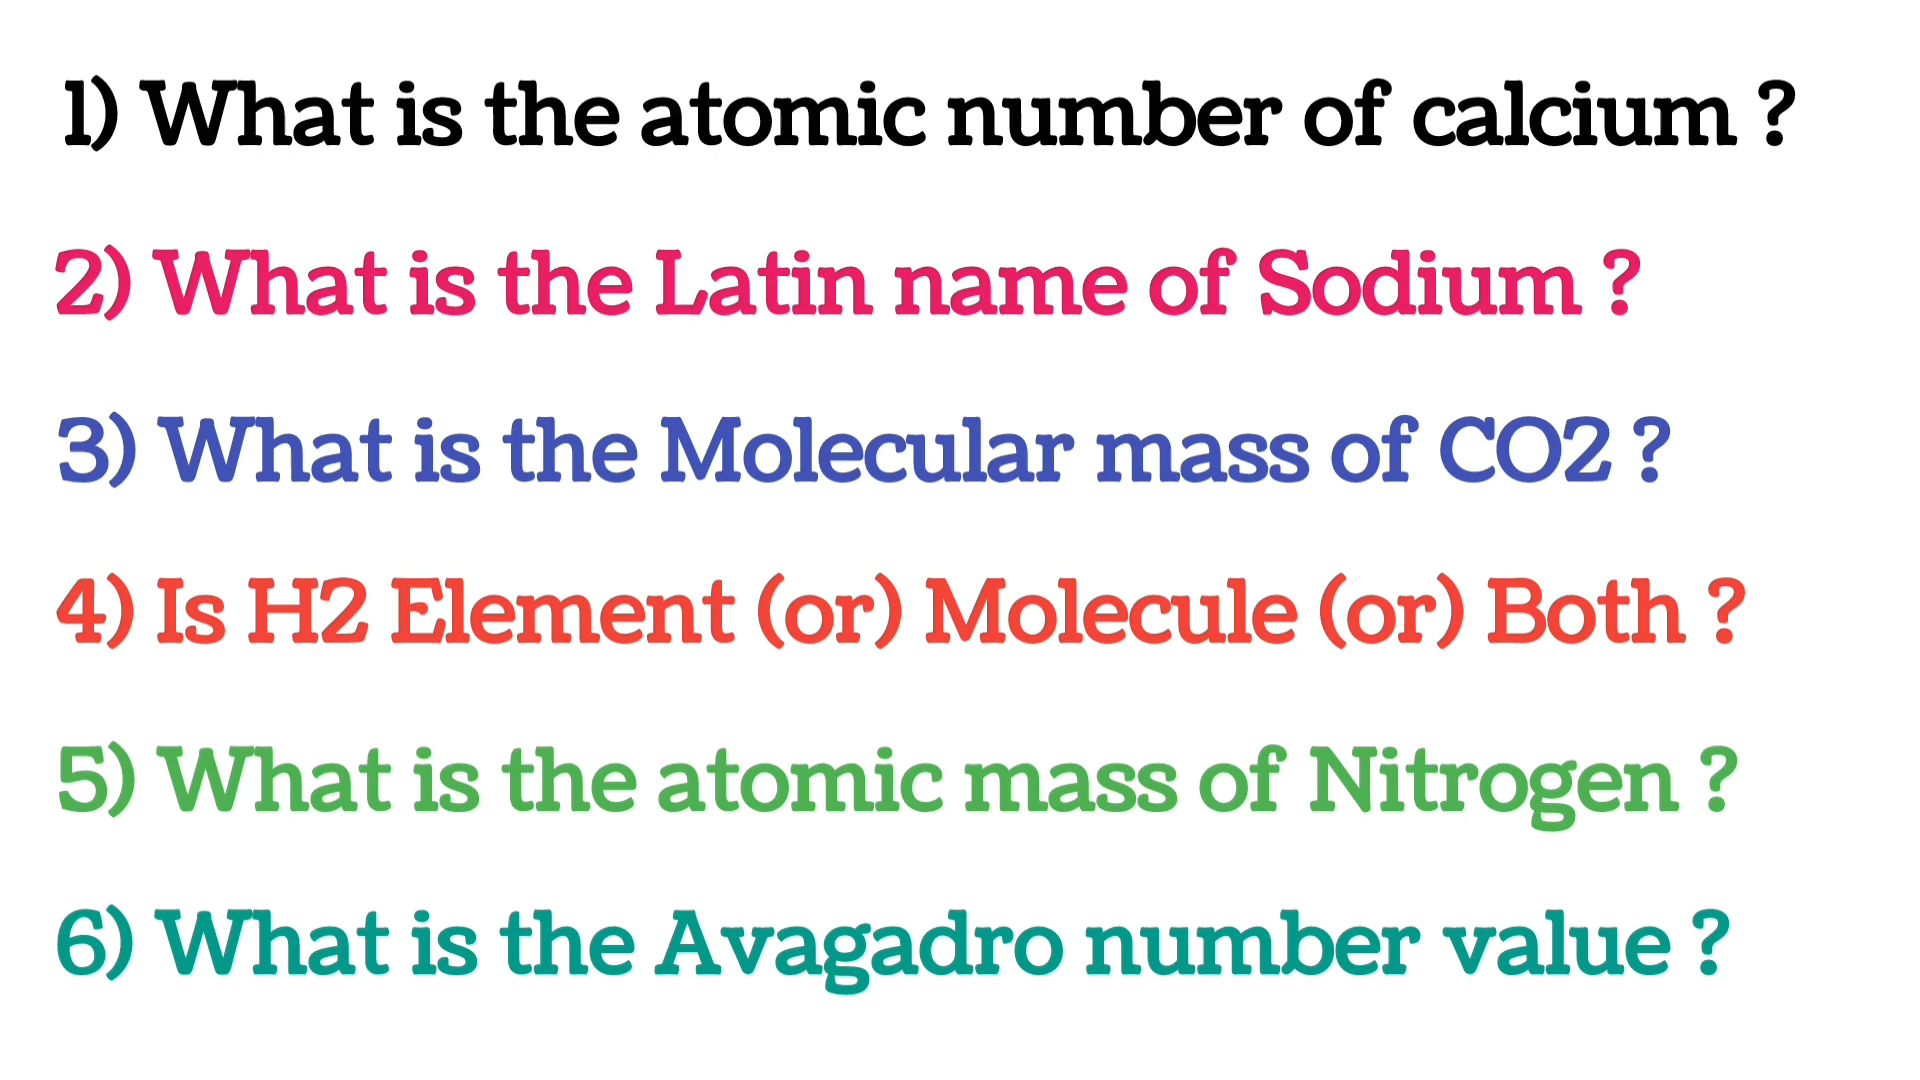 1) What is the atomic number of calcium ?
2) What is the Latin name of Sodium ?
3) What is the Molecular mass of CO2 ?
4) Is H2 Element (or) Molecule (or) Both ?
5) What is the atomic mass of Nitrogen ?
6) What is the Avagadro number value ?